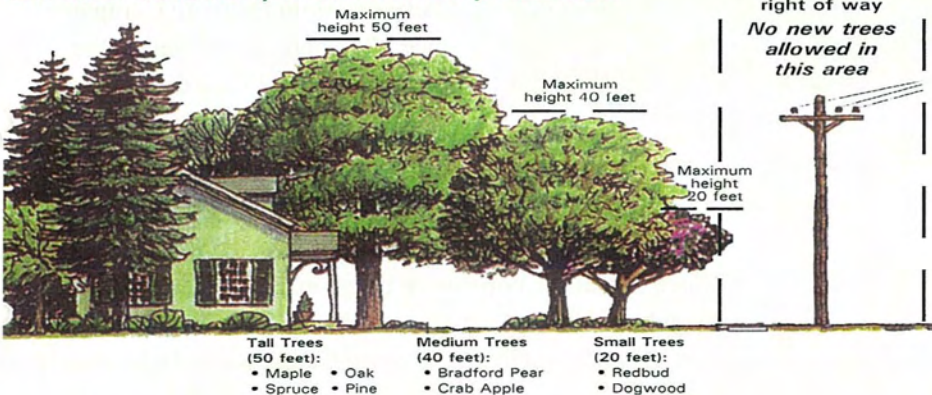 Maximum
height 50 feet
right of way
No new trees
allowed in
this area
Maximum
height 40 feet
Maximum
height
20 feet
Tall Trees
(50 feet):
• Maple • Oak
• Spruce • Pine
Medium Trees
(40 feet):
• Bradford Pear
• Crab Apple
Small Trees
(20 feet):
• Redbud
• Dogwood